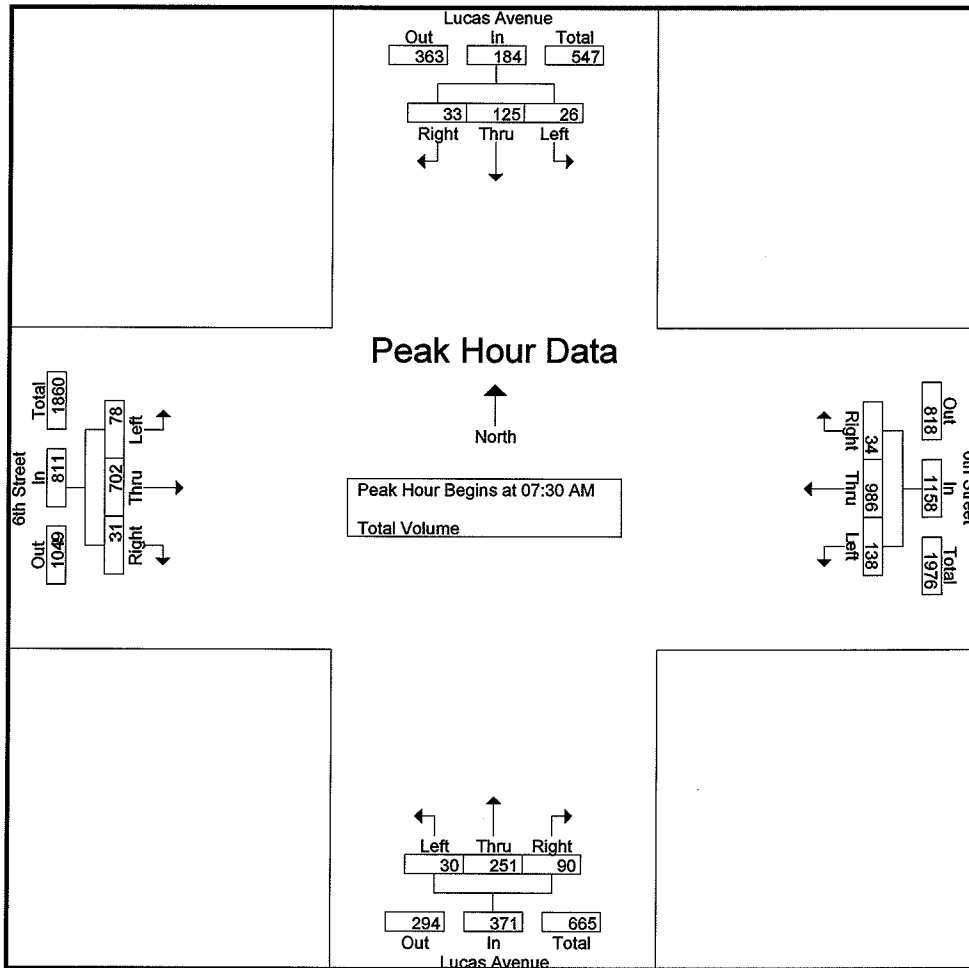 Lucas Avenue
Out In Total
363 184 547
33 125 26
Right Thru Left
Peak Hour Data
North
Peak Hour Begins at 07:30 AM
Total Volume
6th Street
Total In Out
1860 811 1049
78 702 31
Left Thru Right
Right Thru Left
34 986 138
Out In Total
818 1158 1976
Left Thru Right
30 251 90
294 371 665
Out In Total
Lucas Avenue